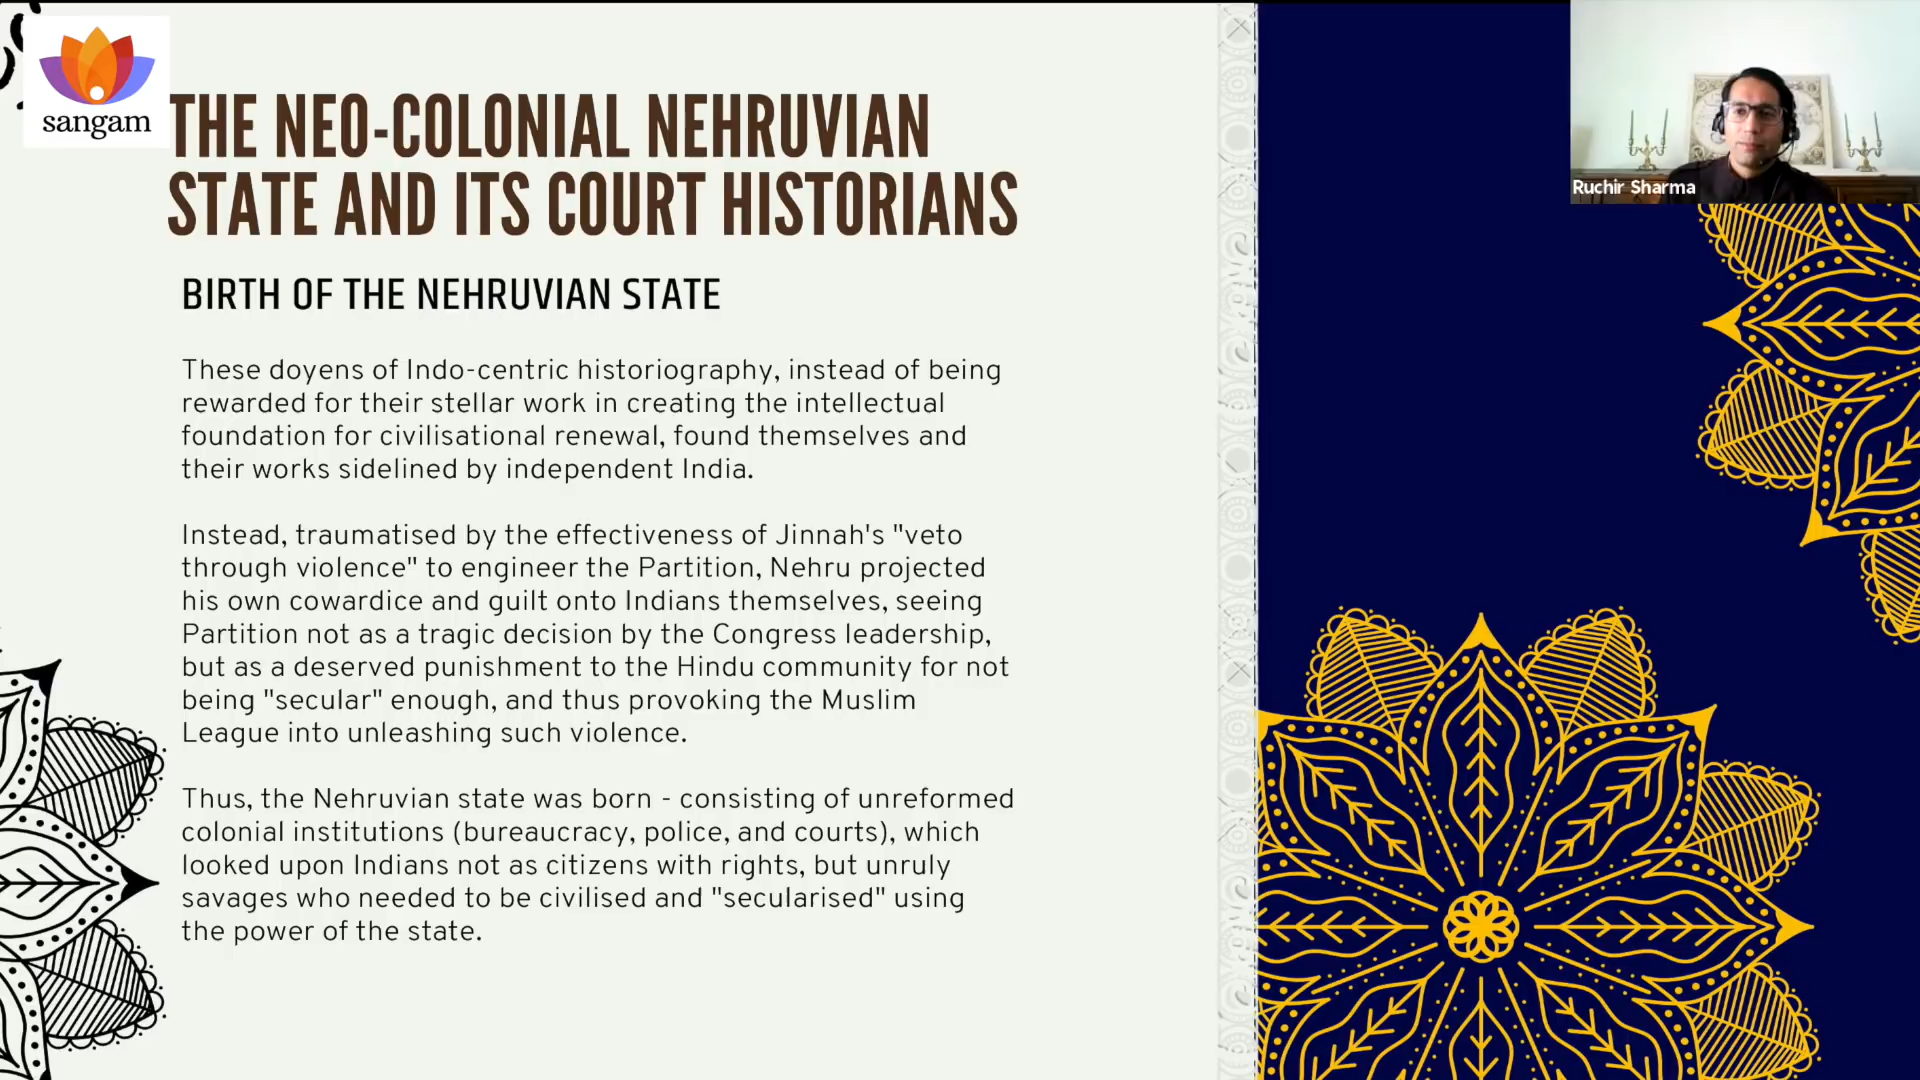 sangam
THE NEO-COLONIAL NEHRUVIAN
STATE AND ITS COURT HISTORIANS
Ruchir Sharma
BIRTH OF THE NEHRUVIAN STATE
These doyens of Indo-centric historiography, instead of being
rewarded for their stellar work in creating the intellectual
foundation for civilisational renewal, found themselves and
their works sidelined by independent India.
Instead, traumatised by the effectiveness of Jinnah's "veto
through violence" to engineer the Partition, Nehru projected
his own cowardice and guilt onto Indians themselves, seeing
Partition not as a tragic decision by the Congress leadership,
but as a deserved punishment to the Hindu community for not
being "secular" enough, and thus provoking the Muslim
League into unleashing such violence.
Thus, the Nehruvian state was born - consisting of unreformed
colonial institutions (bureaucracy, police, and courts), which
looked upon Indians not as citizens with rights, but unruly
savages who needed to be civilised and "secularised" using
the power of the state.